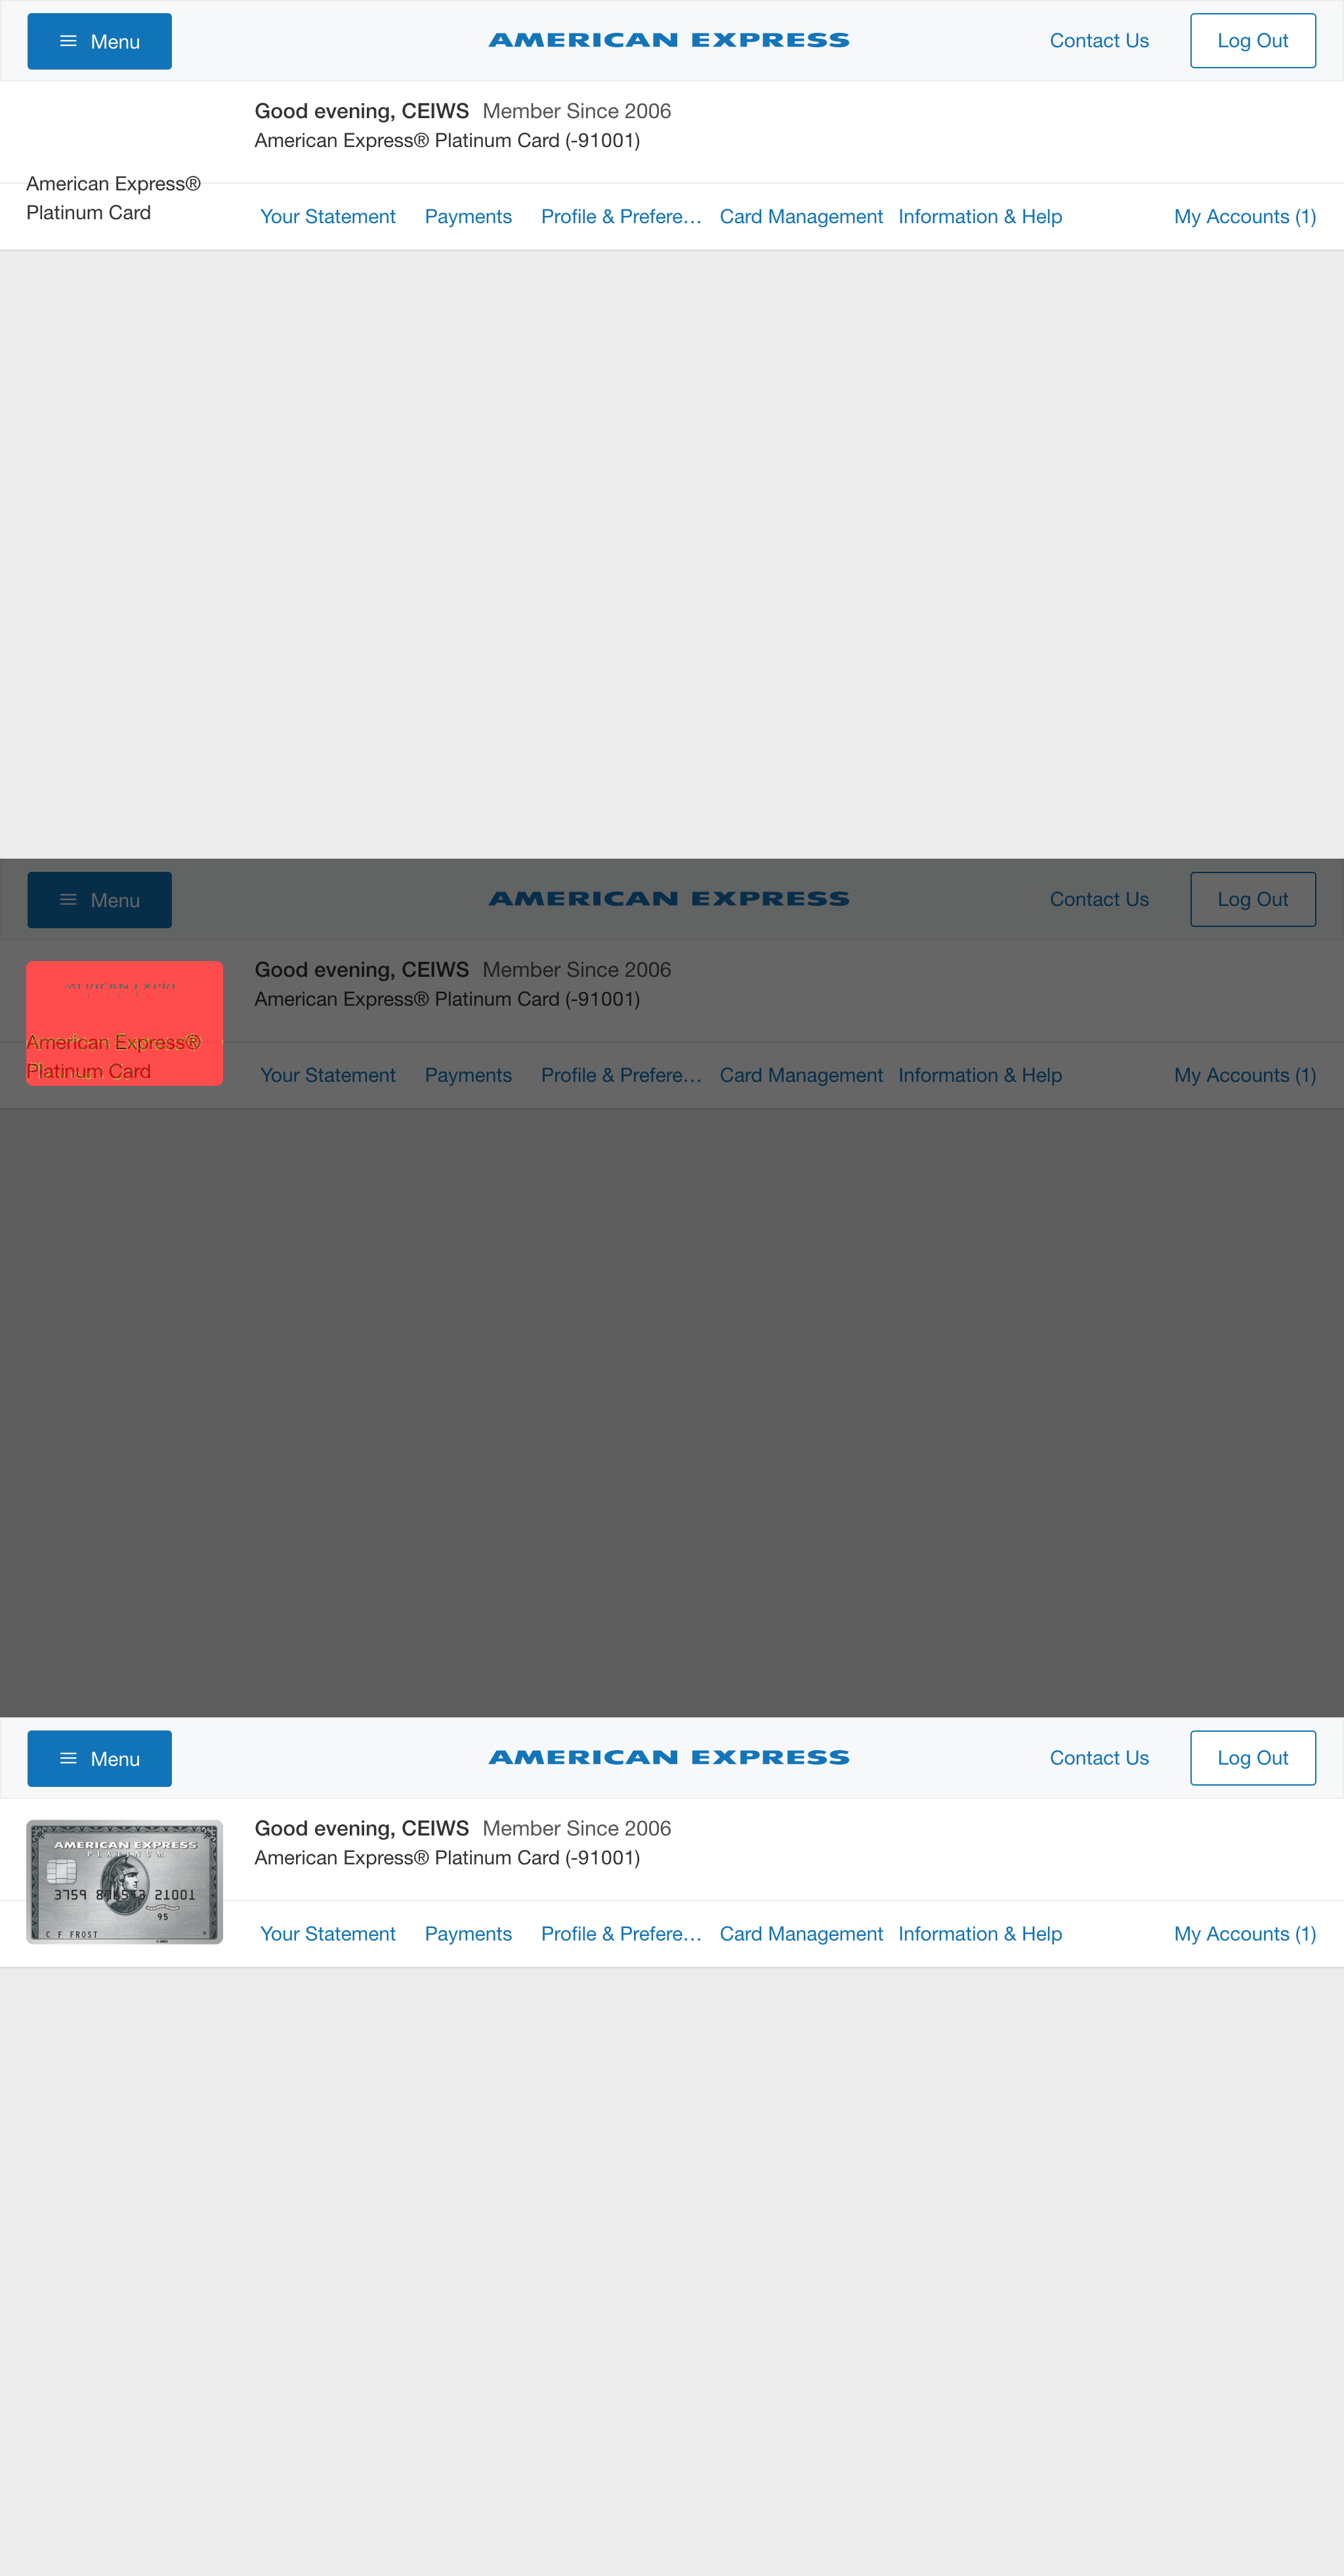 Menu
AMERICAN EXPRESS
Contact Us
Log Out
Good evening, CEIWS Member Since 2006
American Express® Platinum Card (-91001)
American Express®
Platinum Card
Your Statement
Payments
Profile & Prefere...
Card Management
Information & Help
My Accounts (1)
Menu
AMERICAN EXPRESS
Contact Us
Log Out
Good evening, CEIWS Member Since 2006
American Express® Platinum Card (-91001)
American Express®
Platinum Card
Your Statement
Payments
Profile & Prefere...
Card Management
Information & Help
My Accounts (1)
Menu
AMERICAN EXPRESS
Contact Us
Log Out
Good evening, CEIWS Member Since 2006
American Express® Platinum Card (-91001)
AMERICAN EXPRESS
PLATINUM
3759 876543 21001
95
C F FROST
Your Statement
Payments
Profile & Prefere...
Card Management
Information & Help
My Accounts (1)